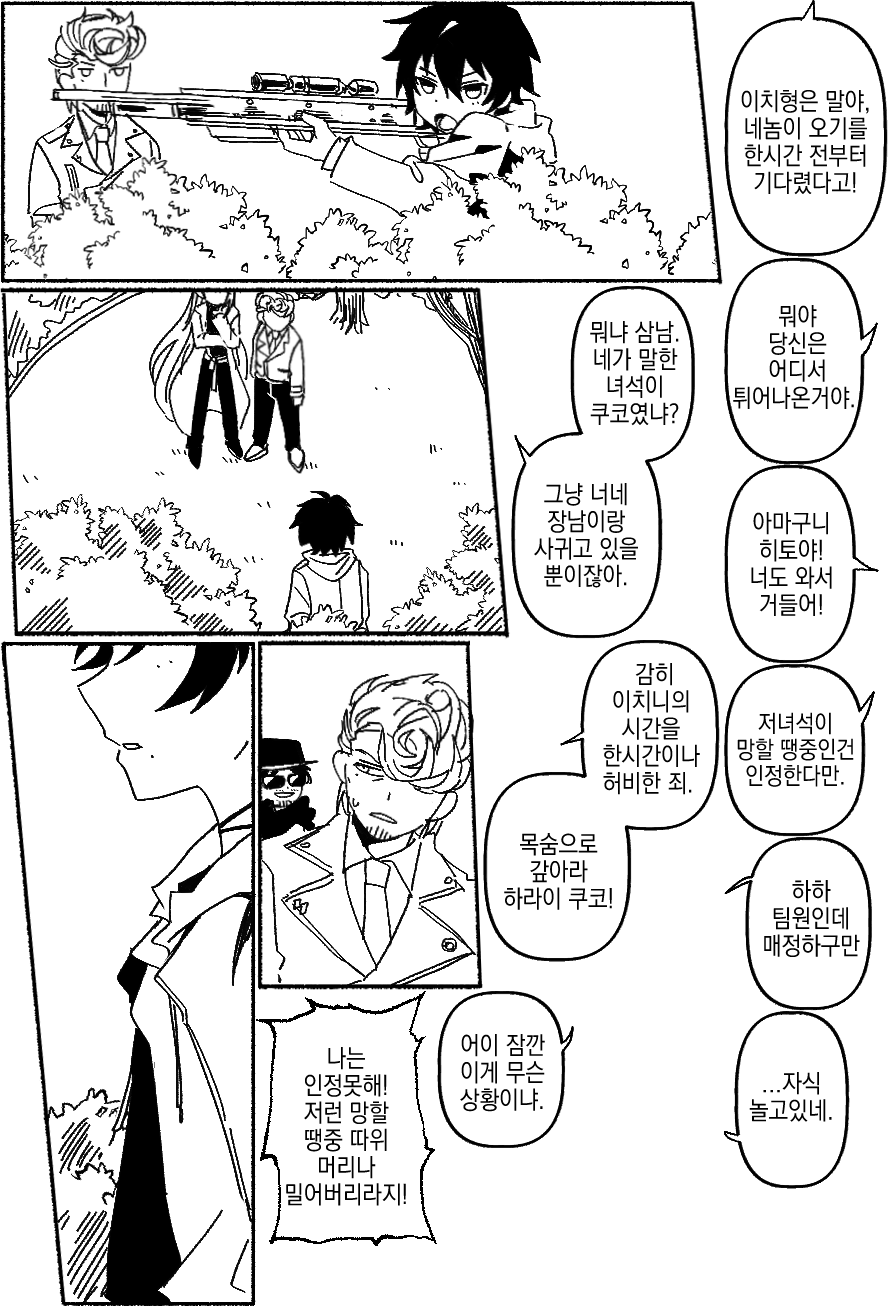 이치형은 말야,
네놈이 오기를
한시간 전부터
기다렸다고!
뭐야
당신은
어디서
튀어나온거야.
아마구니
히토야!
너도 와서
거들어!
저녀석이
망할 땡중인건
인정한다만.
하하
팀원인데
매정하구만
...자식
놀고있네.
뭐냐 삼남.
네가 말한
녀석이
쿠코였냐?
그냥 너네
장남이랑
사귀고 있을
뿐이잖아.
감히
이치니의
시간을
한시간이나
허비한 죄.
목숨으로
갚아라
하라이 쿠코!
어이 잠깐
이게 무슨
상황이냐.
나는
인정못해!
저런 망할
땡중 따위
머리나
밀어버리라지!